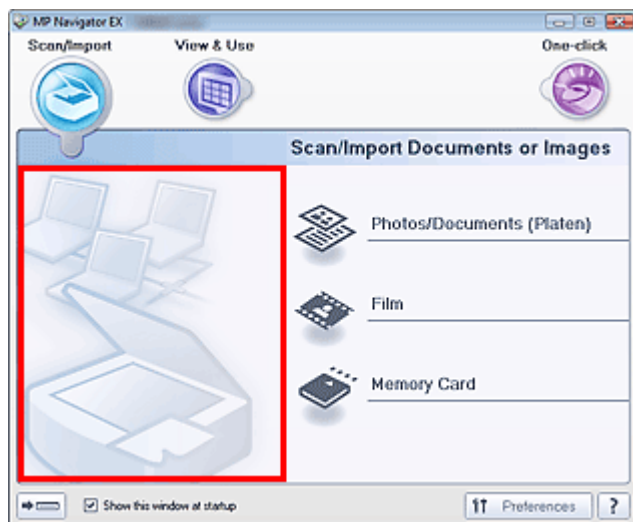 MP Navigator EX
Scan/Import
View & Use
One-click
Scan/Import Documents or Images
Photos/Documents (Platen)
Film
Memory Card
Show this window at startup
Preferences
?